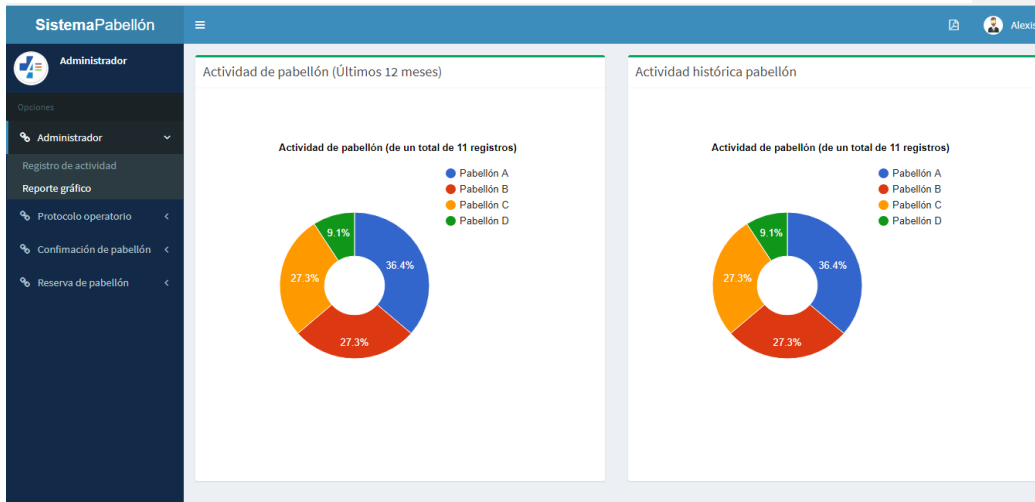 SistemaPabellón
Alexis
Administrador
Opciones
Administrador
Registro de actividad
Reporte gráfico
Protocolo operatorio
Confimación de pabellón
Reserva de pabellón
Actividad de pabellón (Últimos 12 meses)
Actividad de pabellón (de un total de 11 registros)
Pabellón A
Pabellón B
Pabellón C
Pabellón D
9.1%
36.4%
27.3%
27.3%
Actividad histórica pabellón
Actividad de pabellón (de un total de 11 registros)
Pabellón A
Pabellón B
Pabellón C
Pabellón D
9.1%
36.4%
27.3%
27.3%